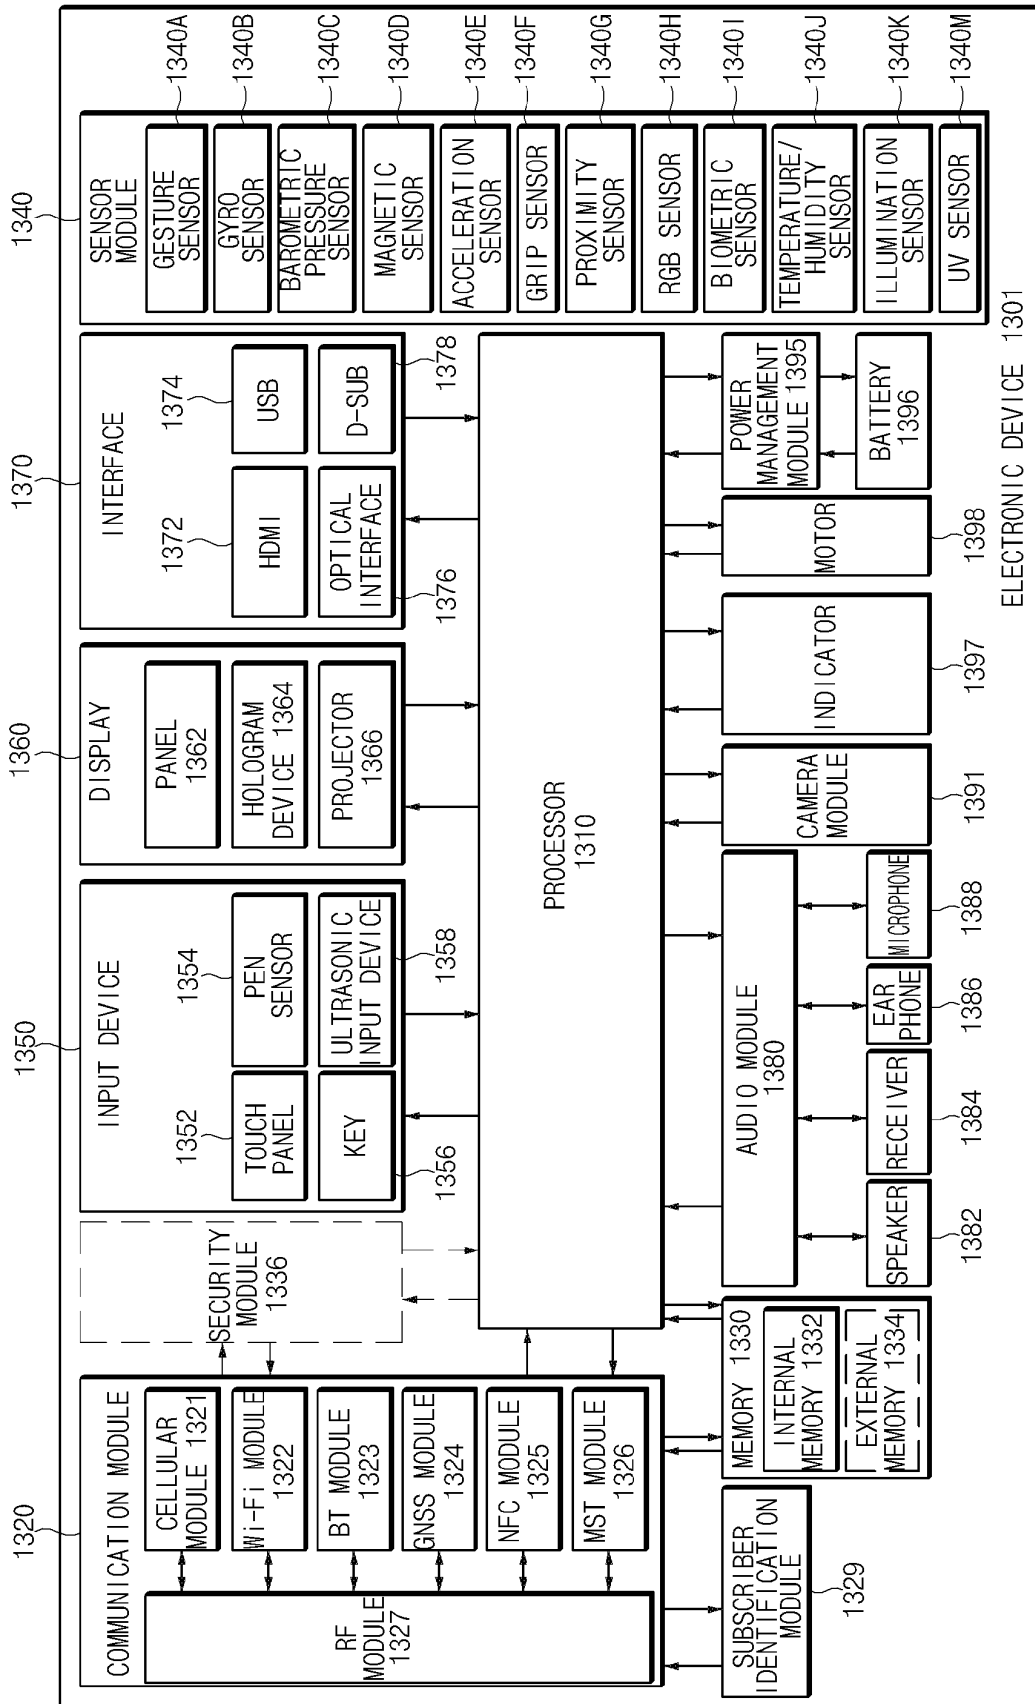 1320
COMMUNICATION MODULE
CELLULAR
MODULE 1321
Wi-Fi MODULE
1322
BT MODULE
1323
GNSS MODULE
1324
NFC MODULE
1325
MST MODULE
1326
RF
MODULE
1327
SECURITY
MODULE
1336
1350
INPUT DEVICE
1352
TOUCH
PANEL
1354
PEN
SENSOR
KEY
1356
ULTRASONIC
INPUT DEVICE
1358
1360
DISPLAY
PANEL
1362
HOLOGRAM
DEVICE 1364
PROJECTOR
1366
1370
INTERFACE
1372
HDMI
1374
USB
OPTICAL
INTERFACE
1376
D-SUB
1378
1340
SENSOR
MODULE
GESTURE
SENSOR
1340A
GYRO
SENSOR
1340B
BAROMETRIC
PRESSURE
SENSOR
1340C
MAGNETIC
SENSOR
1340D
ACCELERATION
SENSOR
1340E
GRIP SENSOR
1340F
PROXIMITY
SENSOR
1340G
RGB SENSOR
1340H
BIOMETRIC
SENSOR
1340I
TEMPERATURE/
HUMIDITY
SENSOR
1340J
ILLUMINATION
SENSOR
1340K
UV SENSOR
1340M
PROCESSOR
1310
SUBSCRIBER
IDENTIFICATION
MODULE
1329
MEMORY 1330
INTERNAL
MEMORY 1332
EXTERNAL
MEMORY 1334
AUDIO MODULE
1380
SPEAKER
1382
RECEIVER
1384
EAR
PHONE
1386
MICROPHONE
1388
CAMERA
MODULE
1391
INDICATOR
1397
MOTOR
1398
POWER
MANAGEMENT
MODULE 1395
BATTERY
1396
ELECTRONIC DEVICE 1301